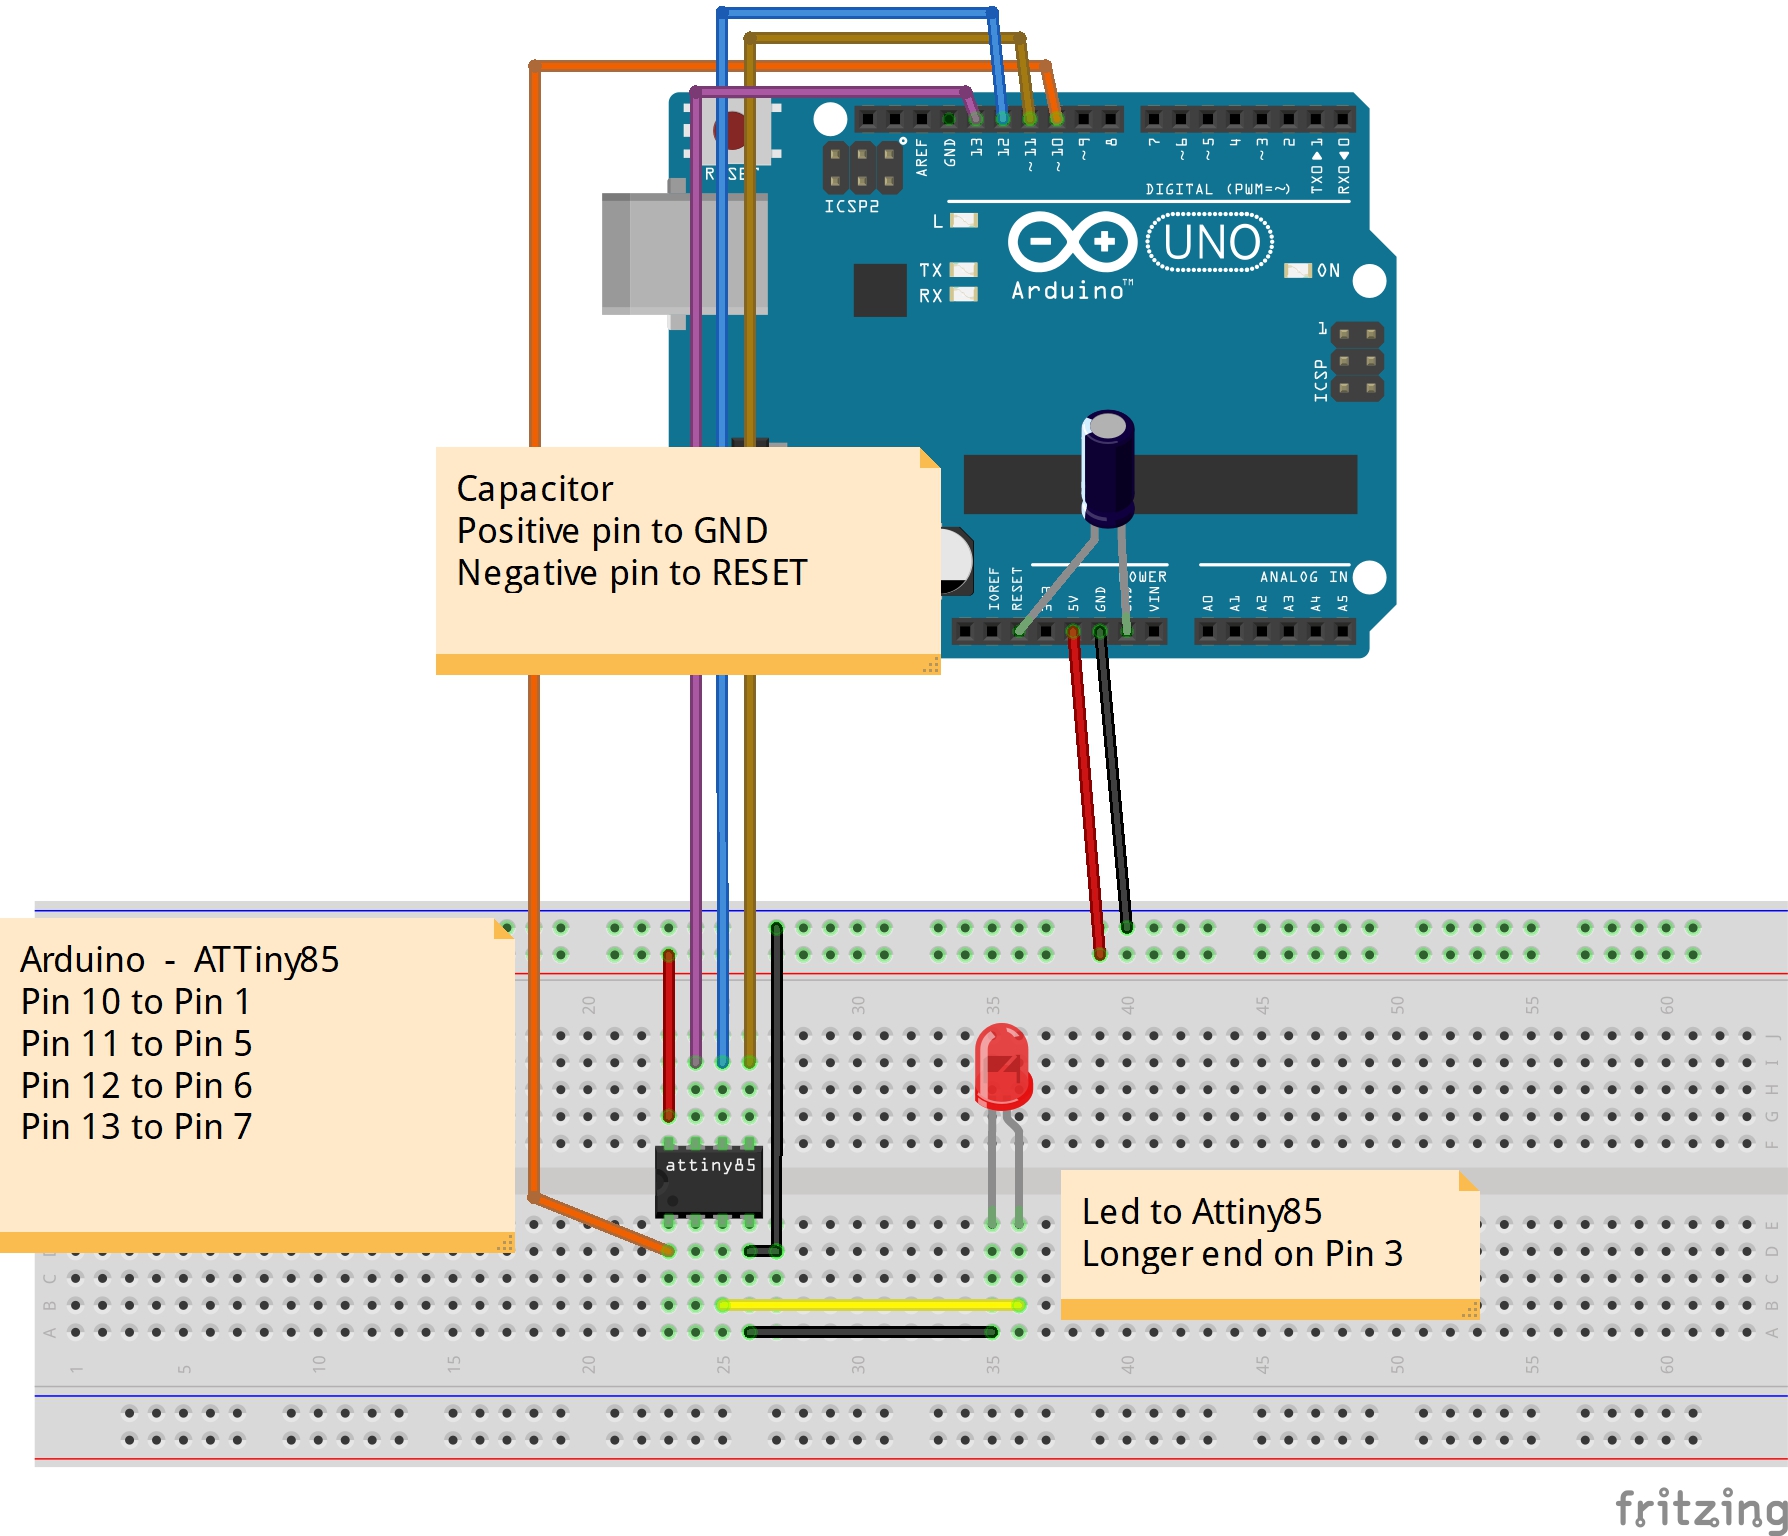 RESET
AREF
GND
13
12
~11
~10
~9
8
7
~6
~5
4
~3
2
TX0▶1
RX0◀0
DIGITAL (PWM=~)
ICSP2
L
TX
RX
UNO
Arduino™
ON
1
ICSP
Capacitor
Positive pin to GND
Negative pin to RESET
IOREF
RESET
5V
GND
VIN
ANALOG IN
A0
A1
A2
A3
A4
A5
Arduino - ATTiny85
Pin 10 to Pin 1
Pin 11 to Pin 5
Pin 12 to Pin 6
Pin 13 to Pin 7
20
30
35
40
45
50
55
60
J
I
H
G
F
attiny85
Led to Attiny85
Longer end on Pin 3
E
D
C
B
A
C
B
A
1
5
10
15
20
25
30
35
40
45
50
55
60
fritzing